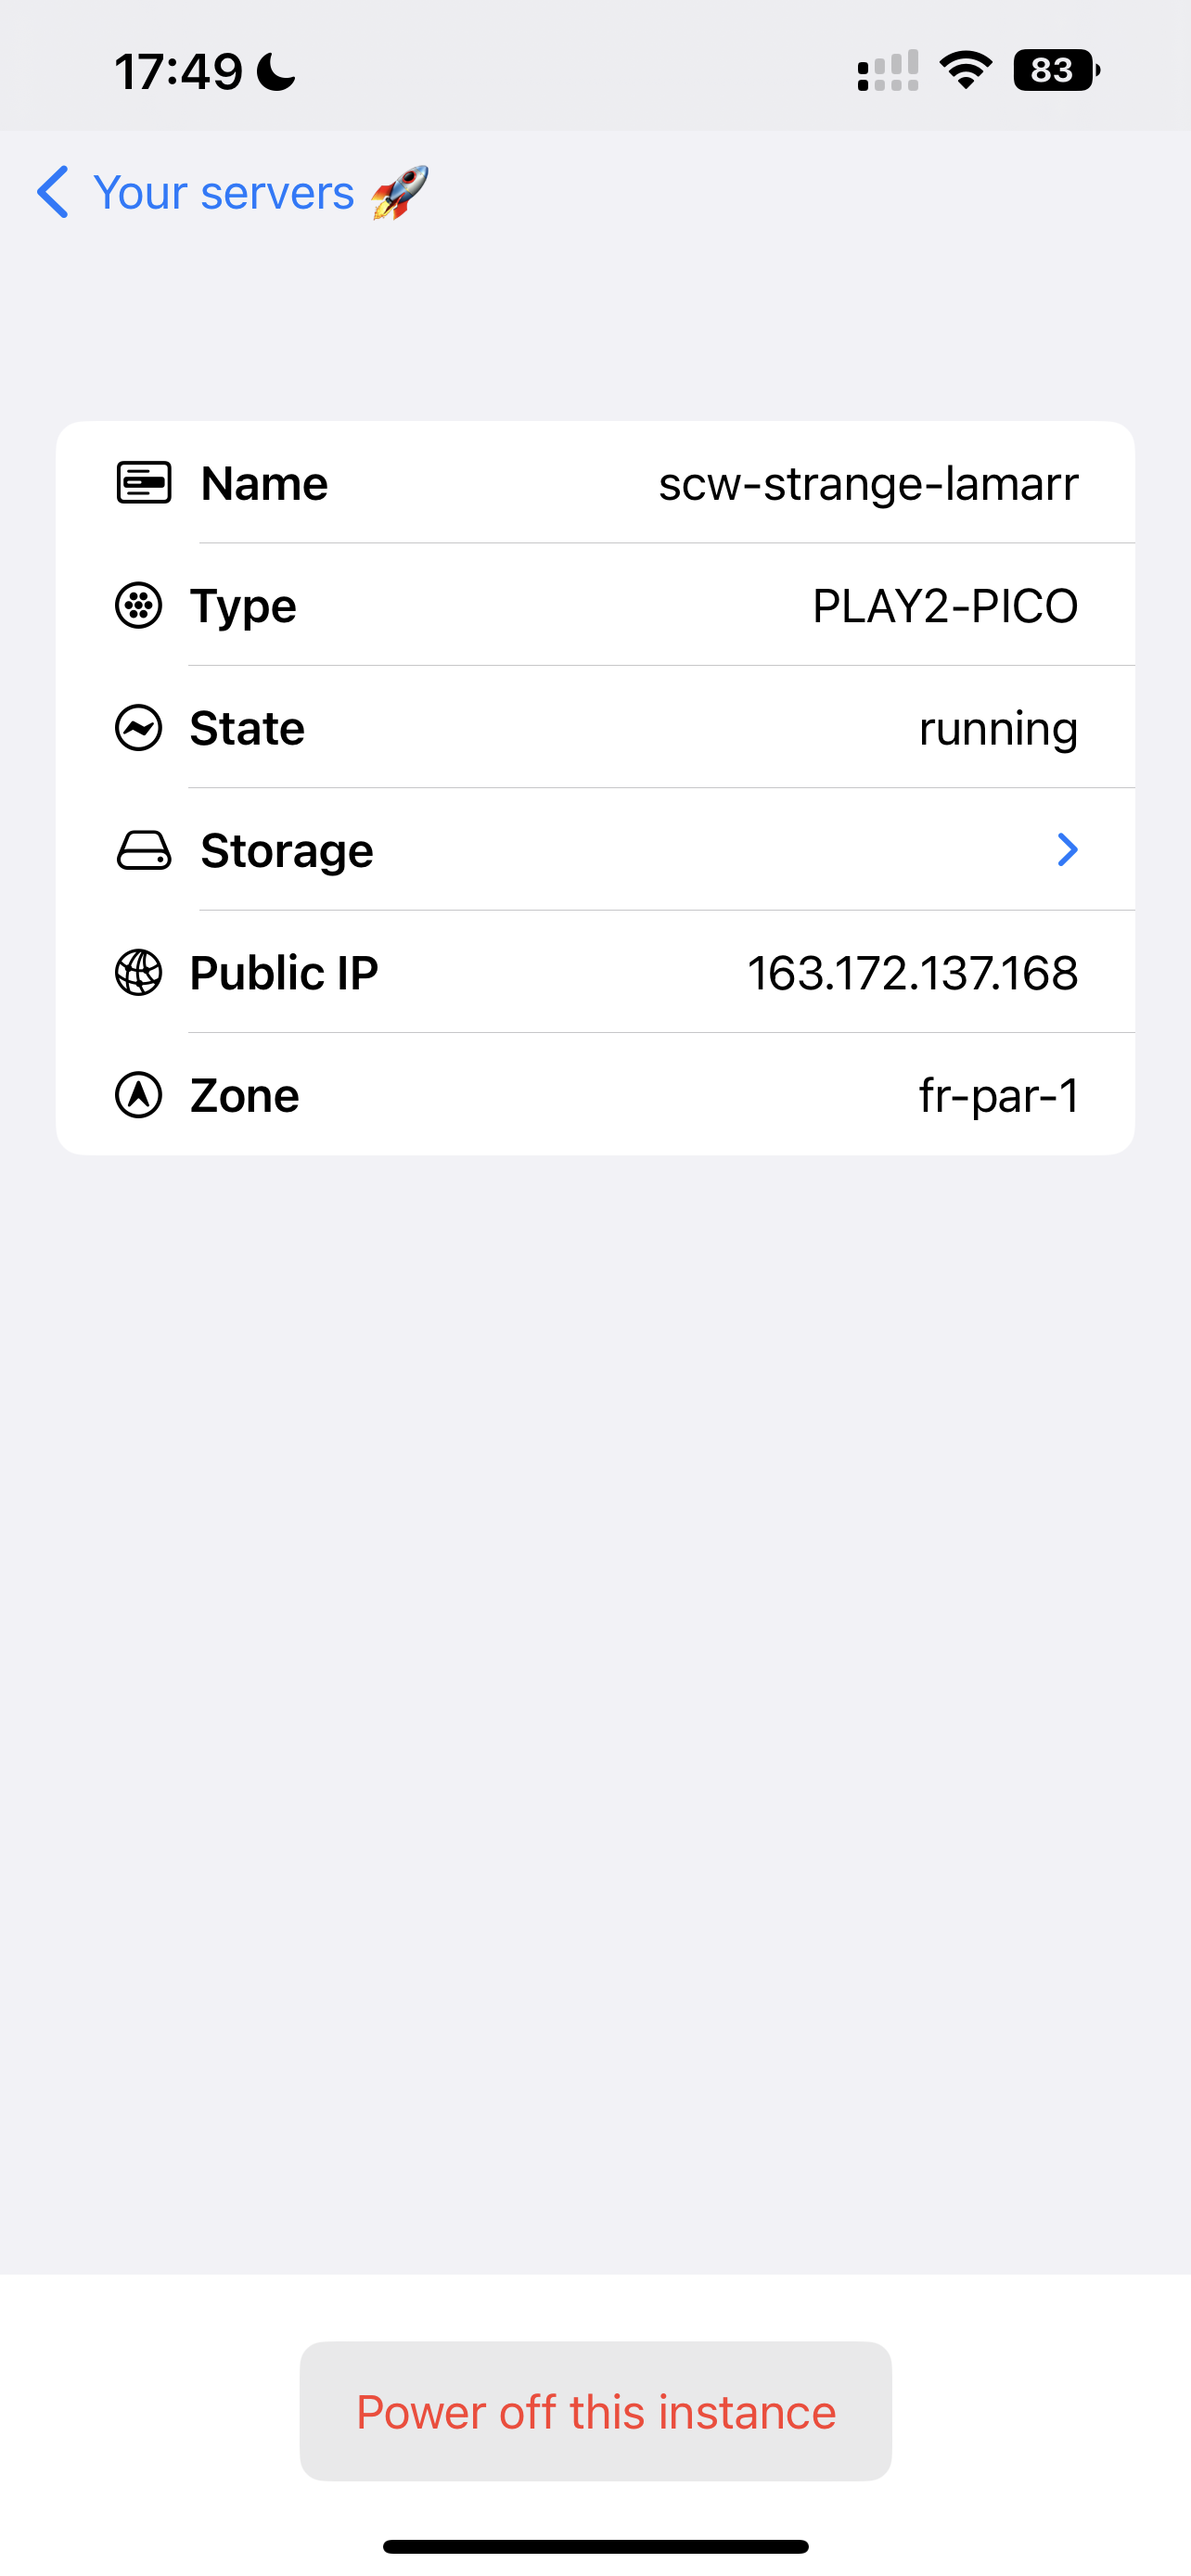 17:49 83
Your servers 🚀
Name scw-strange-lamarr
Type PLAY2-PICO
State running
Storage
Public IP 163.172.137.168
Zone fr-par-1
Power off this instance